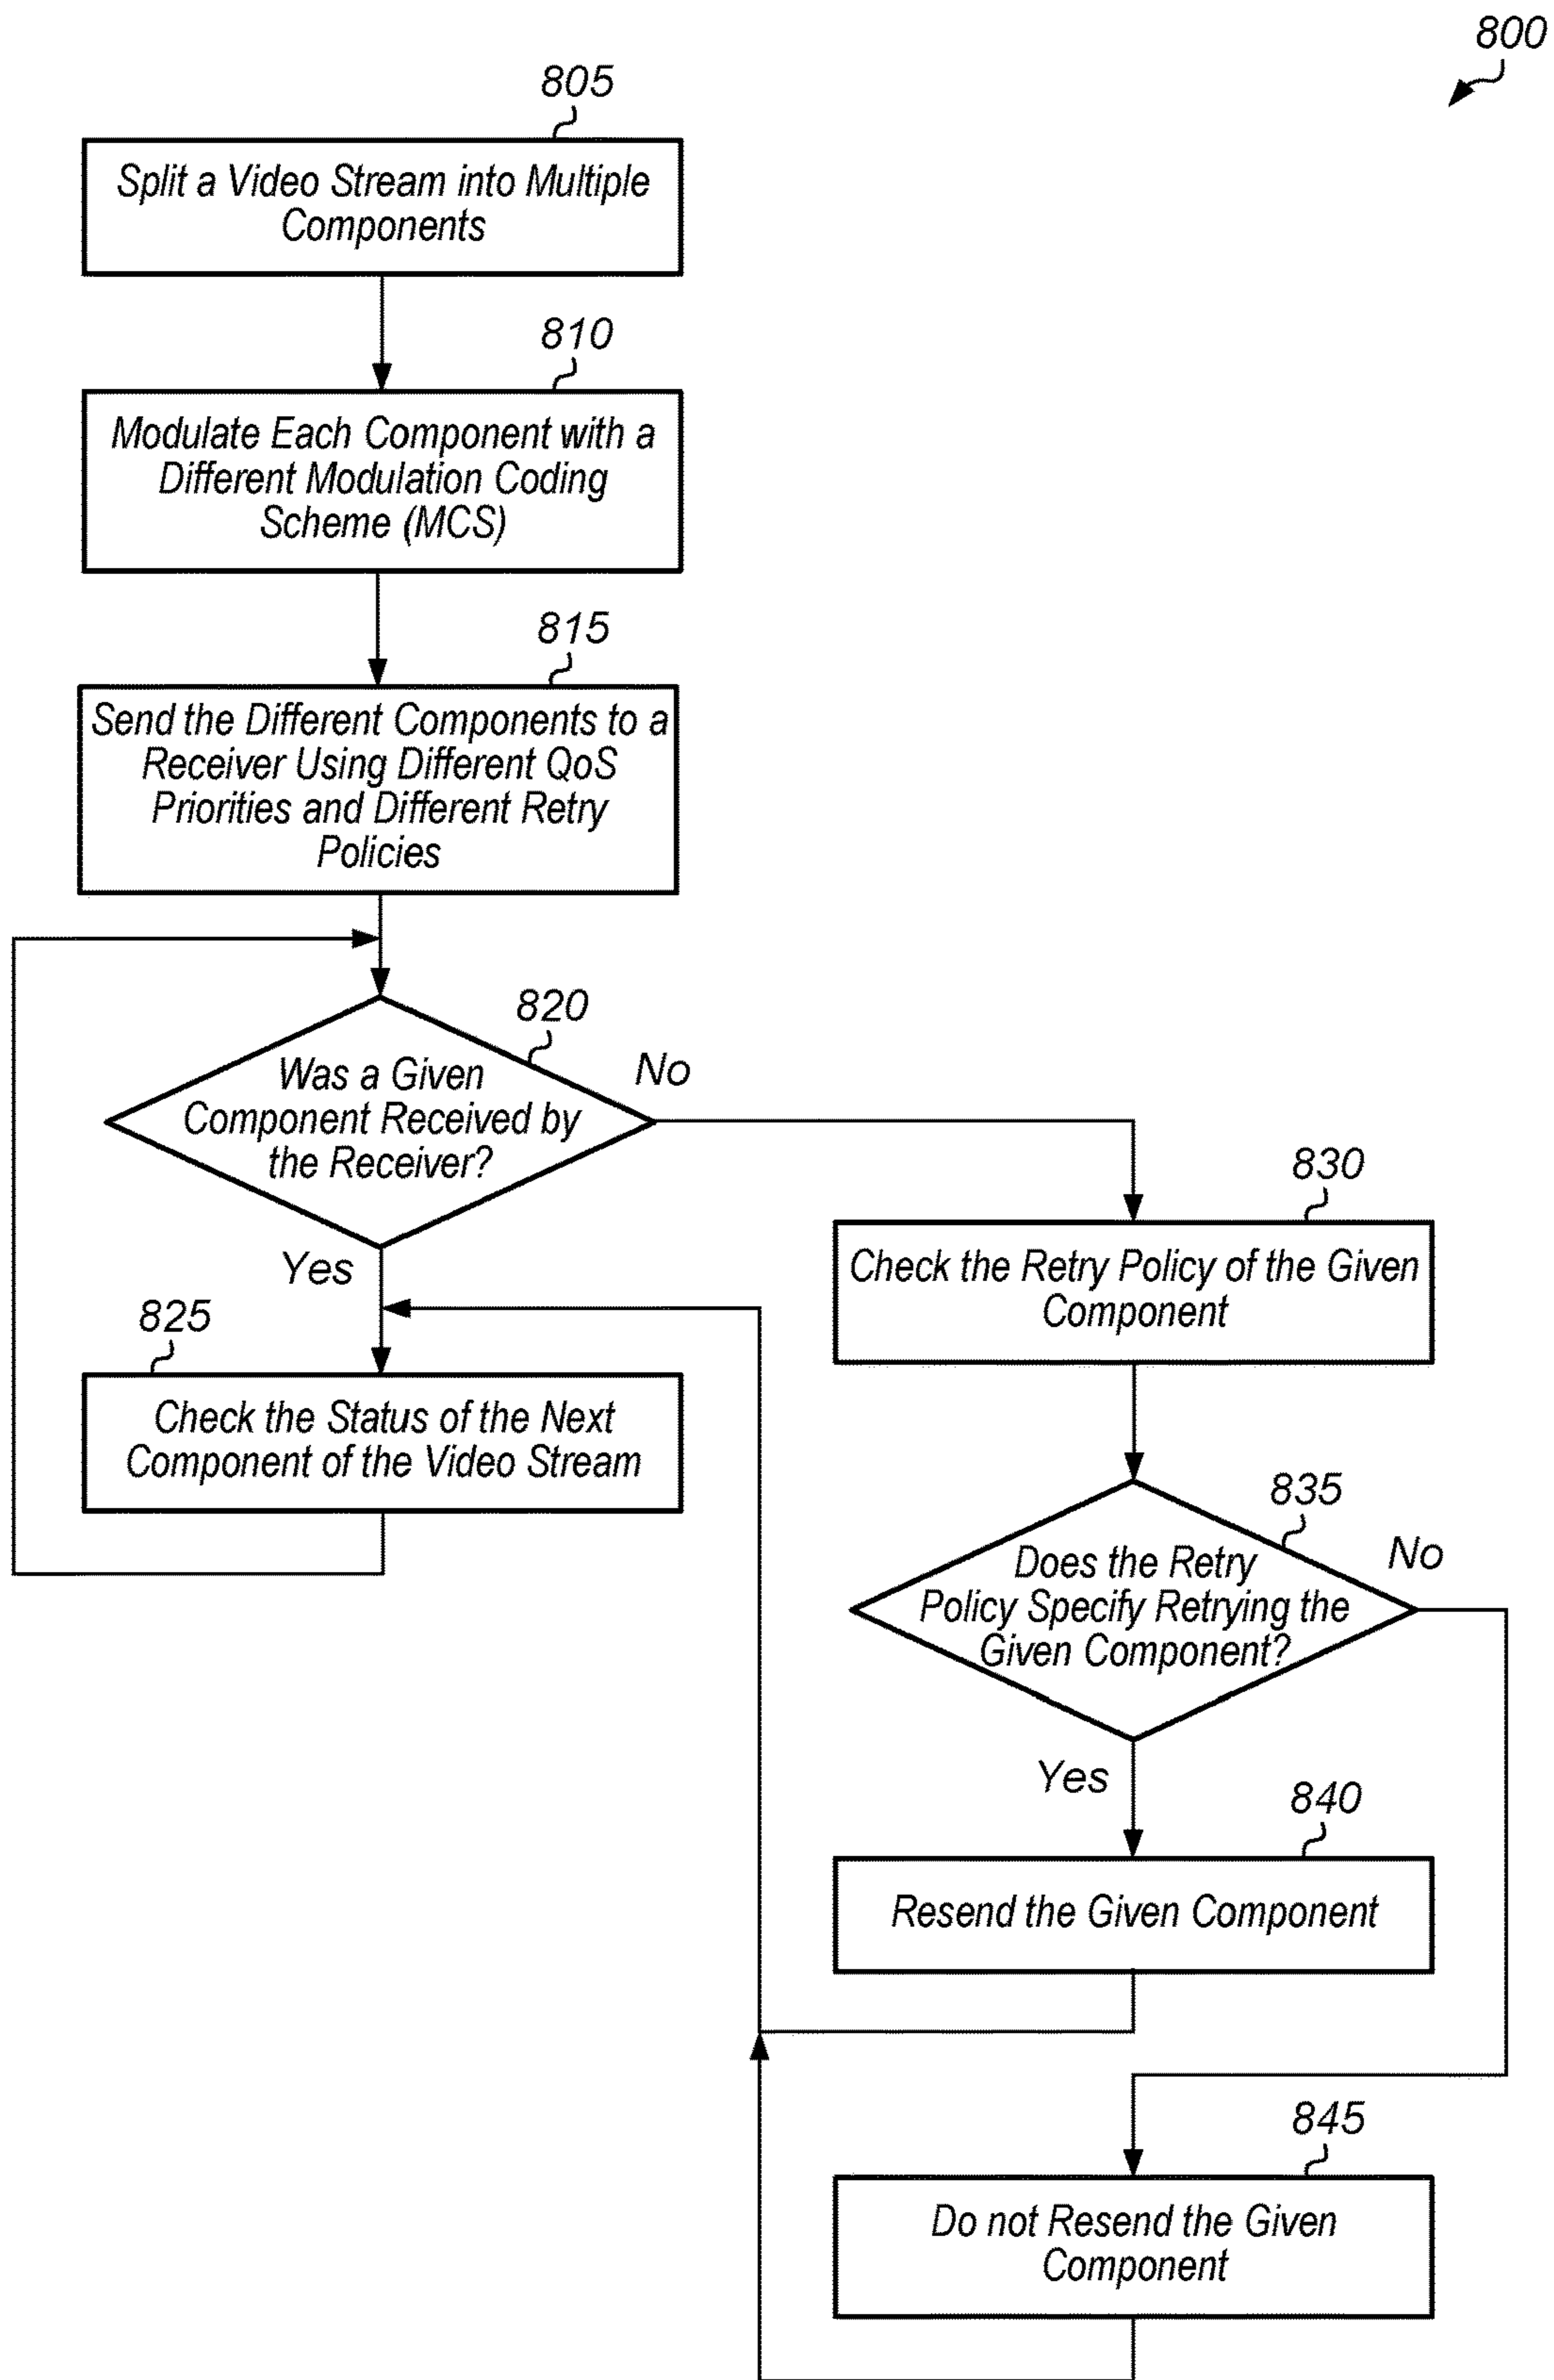 800
805
Split a Video Stream into Multiple
Components
810
Modulate Each Component with a
Different Modulation Coding
Scheme (MCS)
815
Send the Different Components to a
Receiver Using Different QoS
Priorities and Different Retry
Policies
820
Was a Given
Component Received by
the Receiver?
No
Yes
825
Check the Status of the Next
Component of the Video Stream
830
Check the Retry Policy of the Given
Component
835
Does the Retry
Policy Specify Retrying the
Given Component?
No
Yes
840
Resend the Given Component
845
Do not Resend the Given
Component